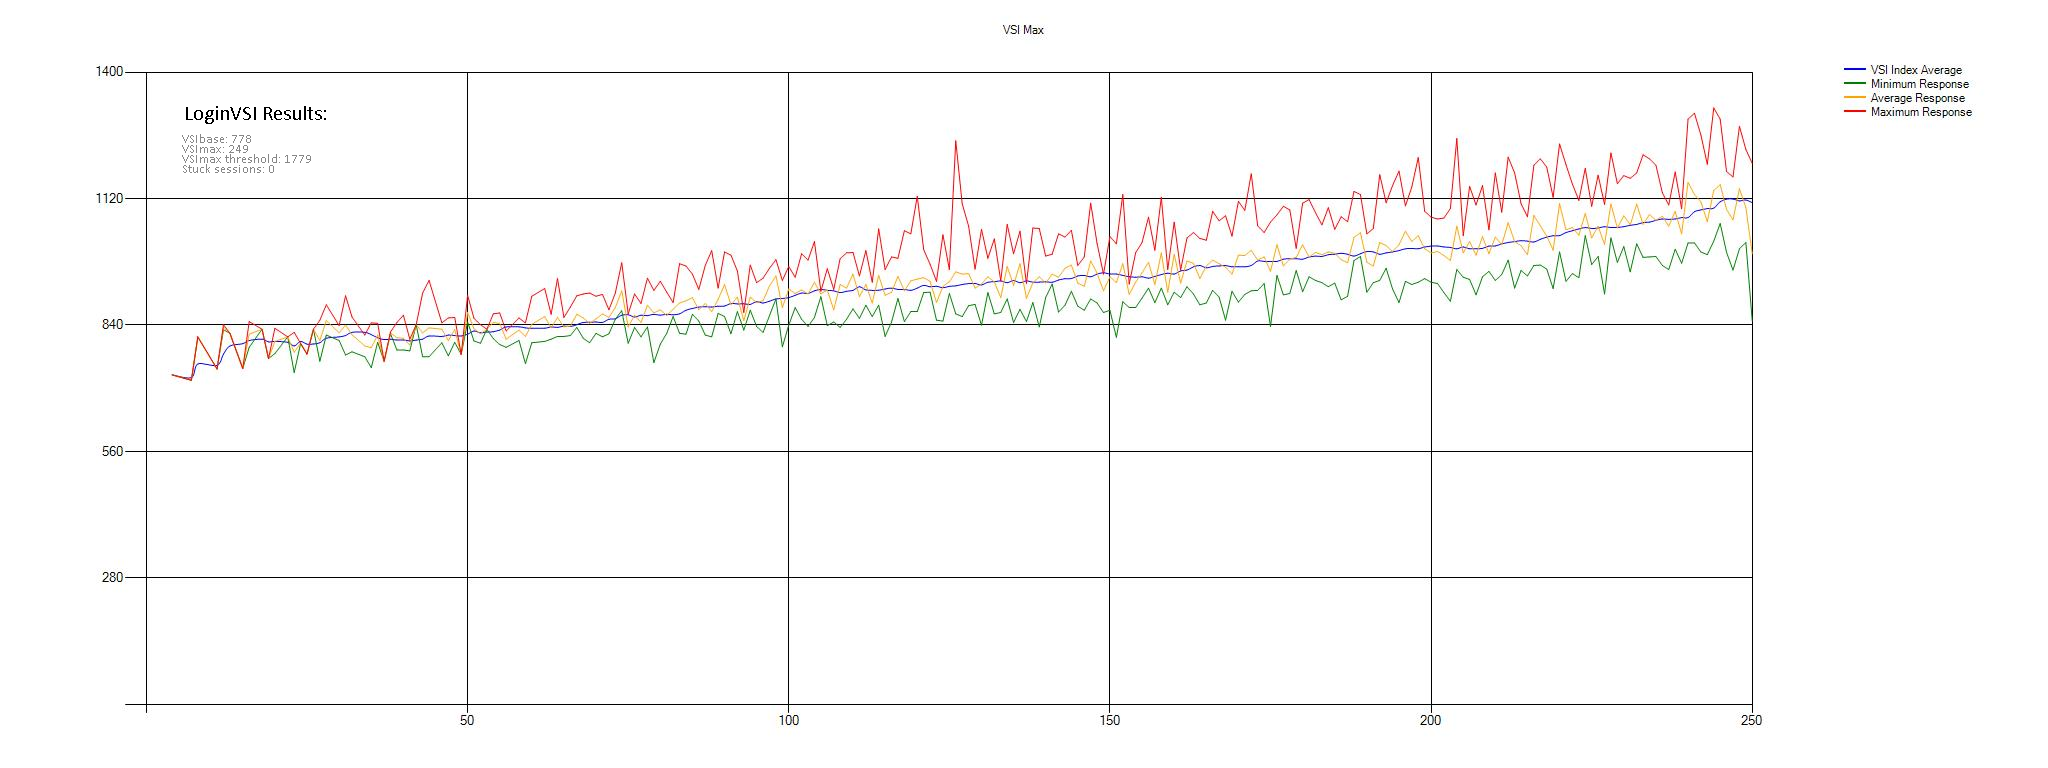 VSI Max
1400
1120
840
560
280
50
100
150
200
250
LoginVSI Results:
VSIbase: 778
VSImax: 249
VSImax threshold: 1779
Stuck sessions: 0
VSI Index Average
Minimum Response
Average Response
Maximum Response